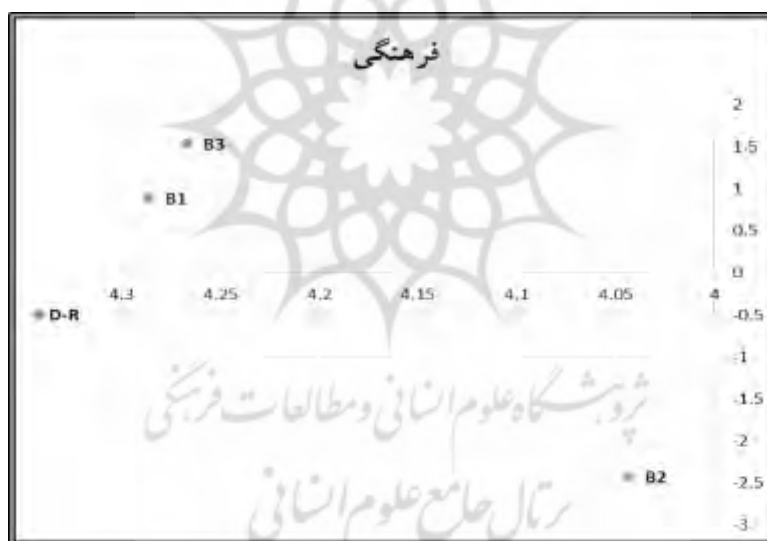 فرهنگی
2
B3
1.5
B1
1
0.5
0
4.3 4.25 4.2 4.15 4.1 4.05 4
D-R
-0.5
-1
-1.5
پژوهشگاه علوم انسانی و مطالعات فرهنگی
-2
B2
-2.5
پرتال جامع علوم انسانی
-3